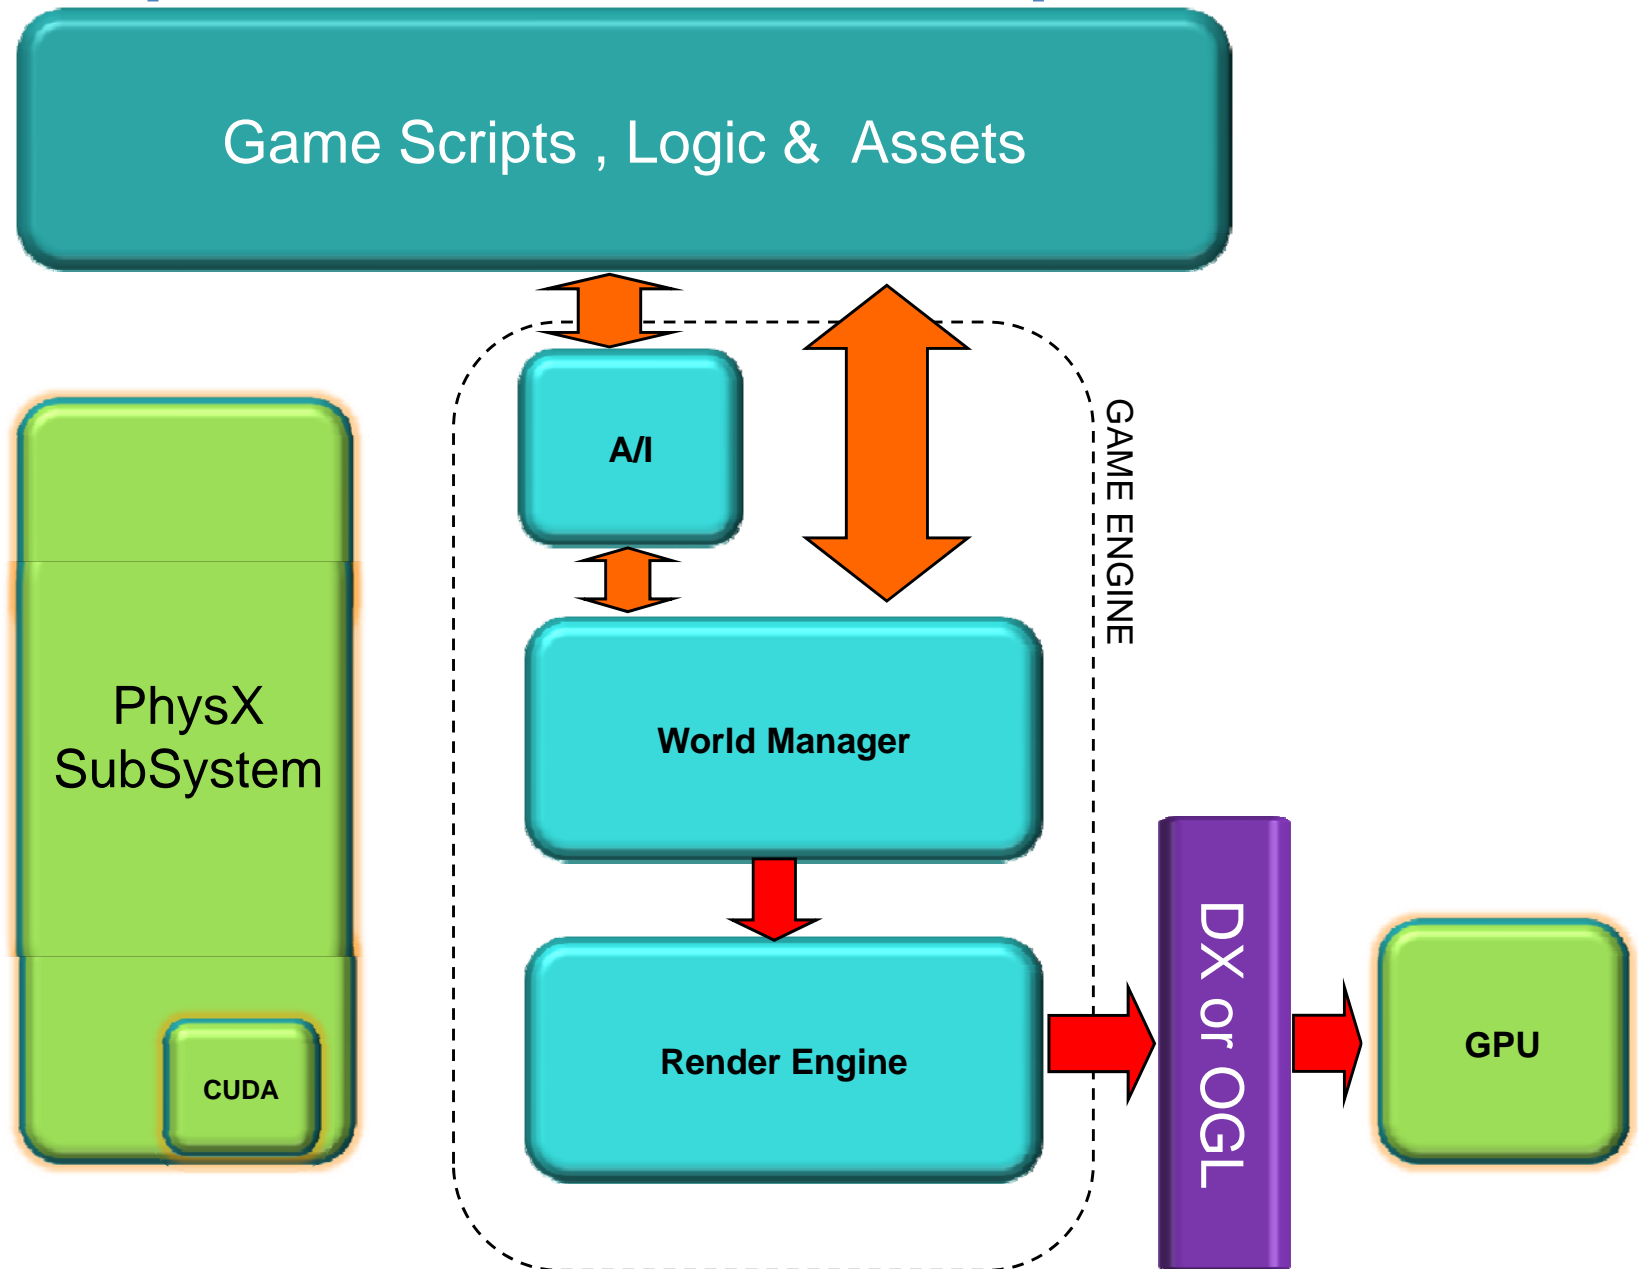 Game Scripts , Logic & Assets
A/I
GAME ENGINE
PhysX
SubSystem
World Manager
DX or OGL
Render Engine
GPU
CUDA